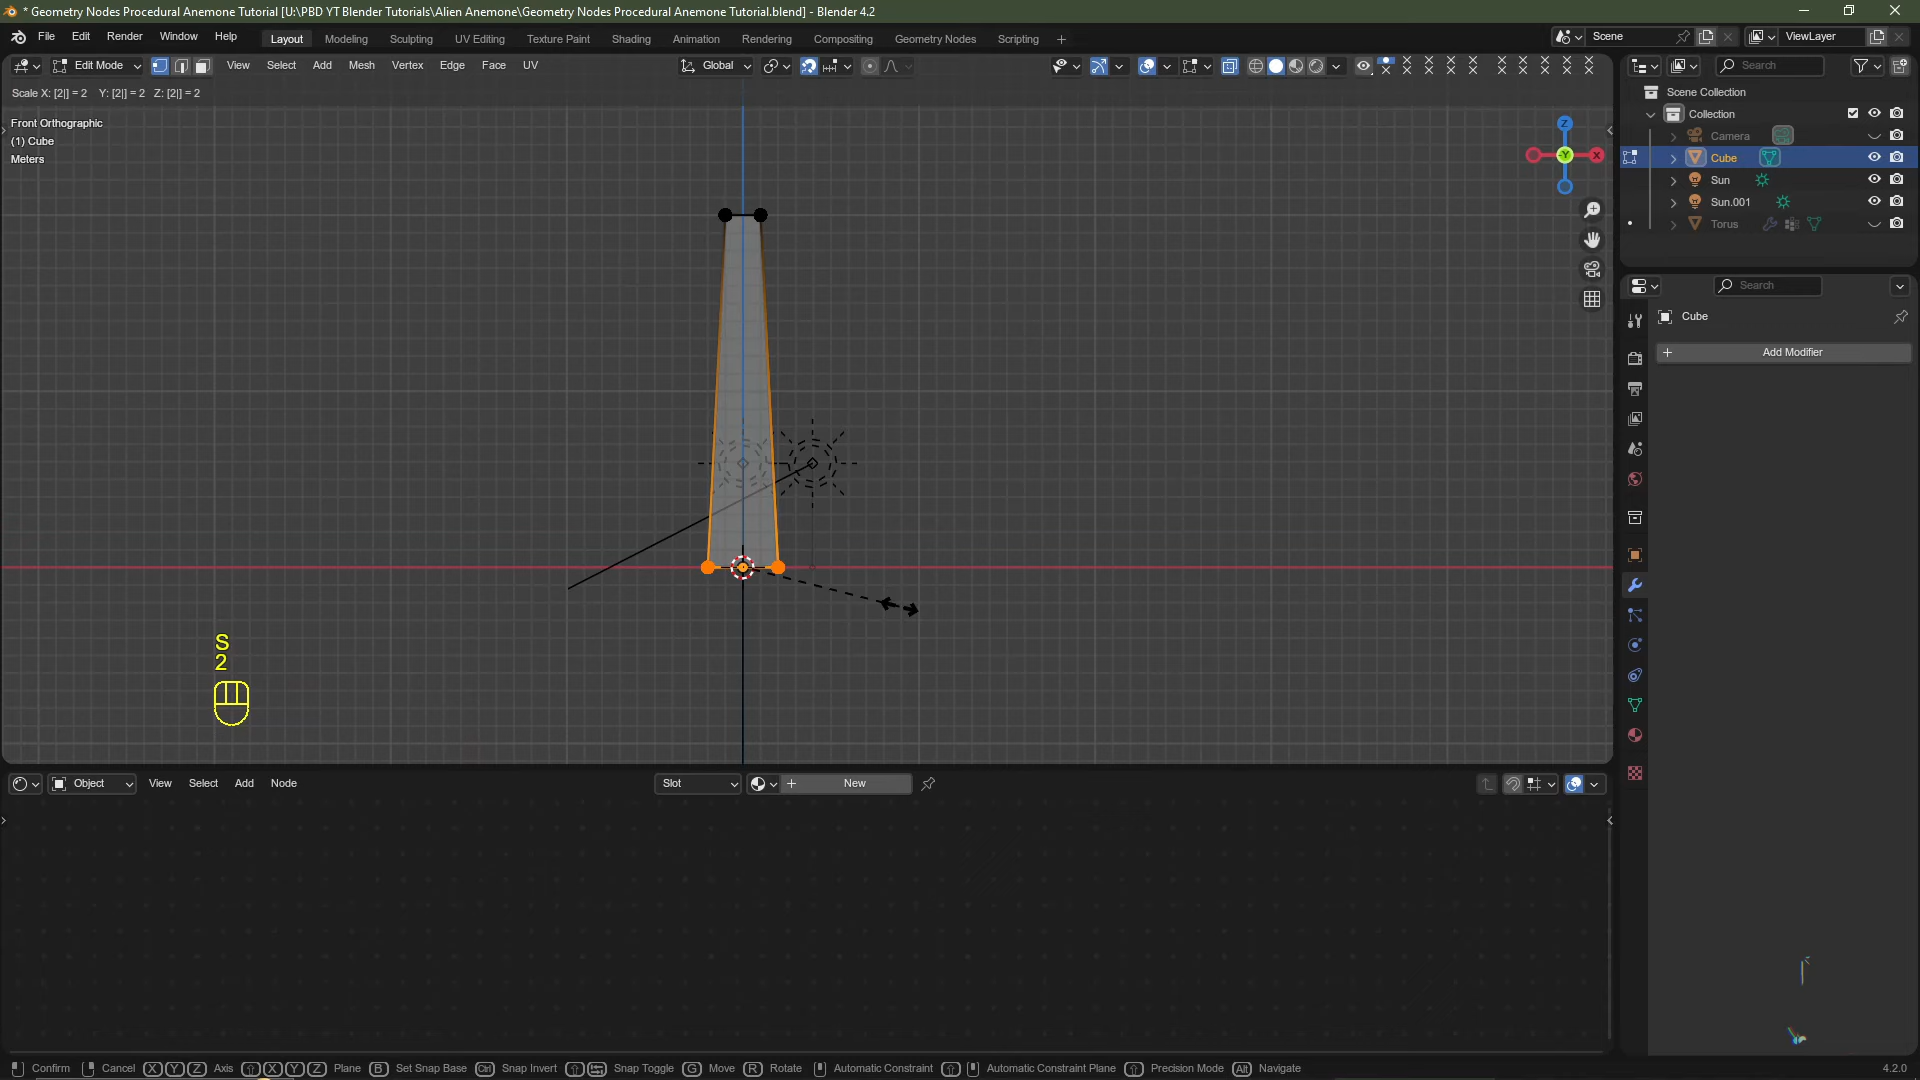 * Geometry Nodes Procedural Anemone Tutorial [U:\PBD YT Blender Tutorials\Alien Anemone\Geometry Nodes Procedural Anemone Tutorial.blend] - Blender 4.2
File Edit Render Window Help Layout Modeling Sculpting UV Editing Texture Paint Shading Animation Rendering Compositing Geometry Nodes Scripting + Scene ViewLayer
Edit Mode View Select Add Mesh Vertex Edge Face UV Global Search
Scale X: [2|] = 2 Y: [2|] = 2 Z: [2|] = 2
Scene Collection
Front Orthographic
Collection
(1) Cube
Camera
Meters
Cube
Sun
Sun.001
Torus
Z
Y
X
Search
Cube
+ Add Modifier
S
2
Object View Select Add Node Slot + New
Confirm Cancel X Y Z Axis X Y Z Plane B Set Snap Base Ctrl Snap Invert Snap Toggle G Move R Rotate Automatic Constraint Automatic Constraint Plane Precision Mode Alt Navigate 4.2.0